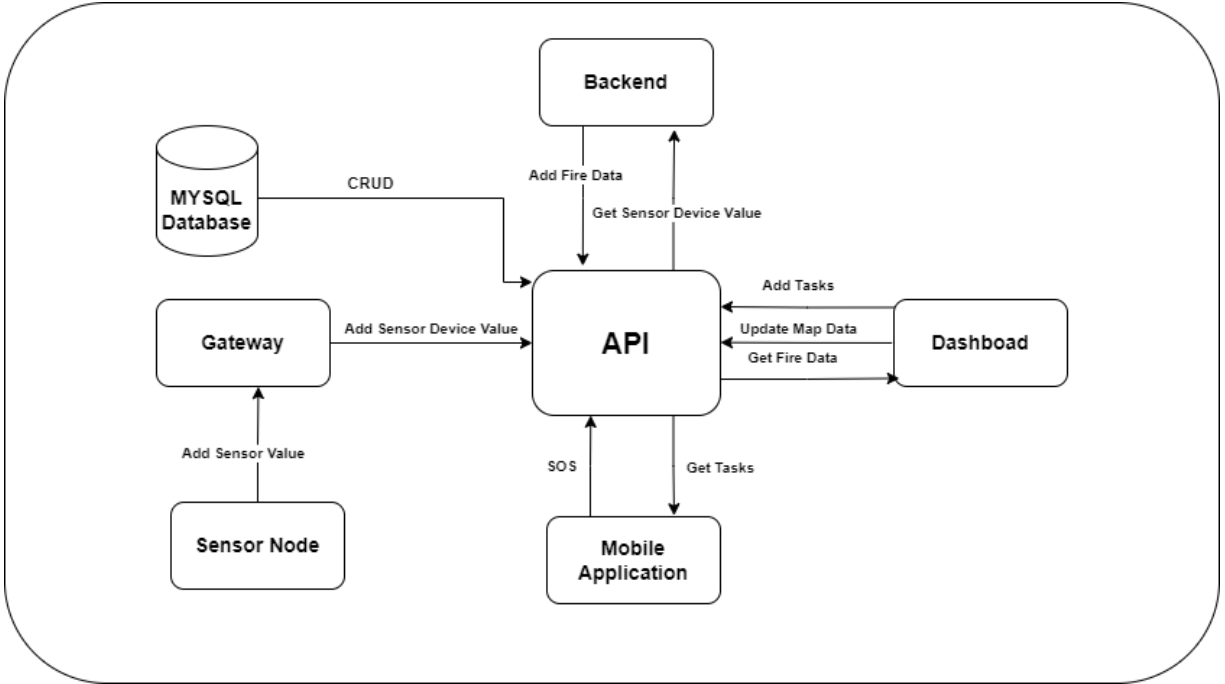 Backend
Add Fire Data
Get Sensor Device Value
MYSQL
Database
CRUD
Gateway
Add Sensor Device Value
API
Add Tasks
Update Map Data
Get Fire Data
Dashboad
Add Sensor Value
Sensor Node
SOS
Get Tasks
Mobile
Application